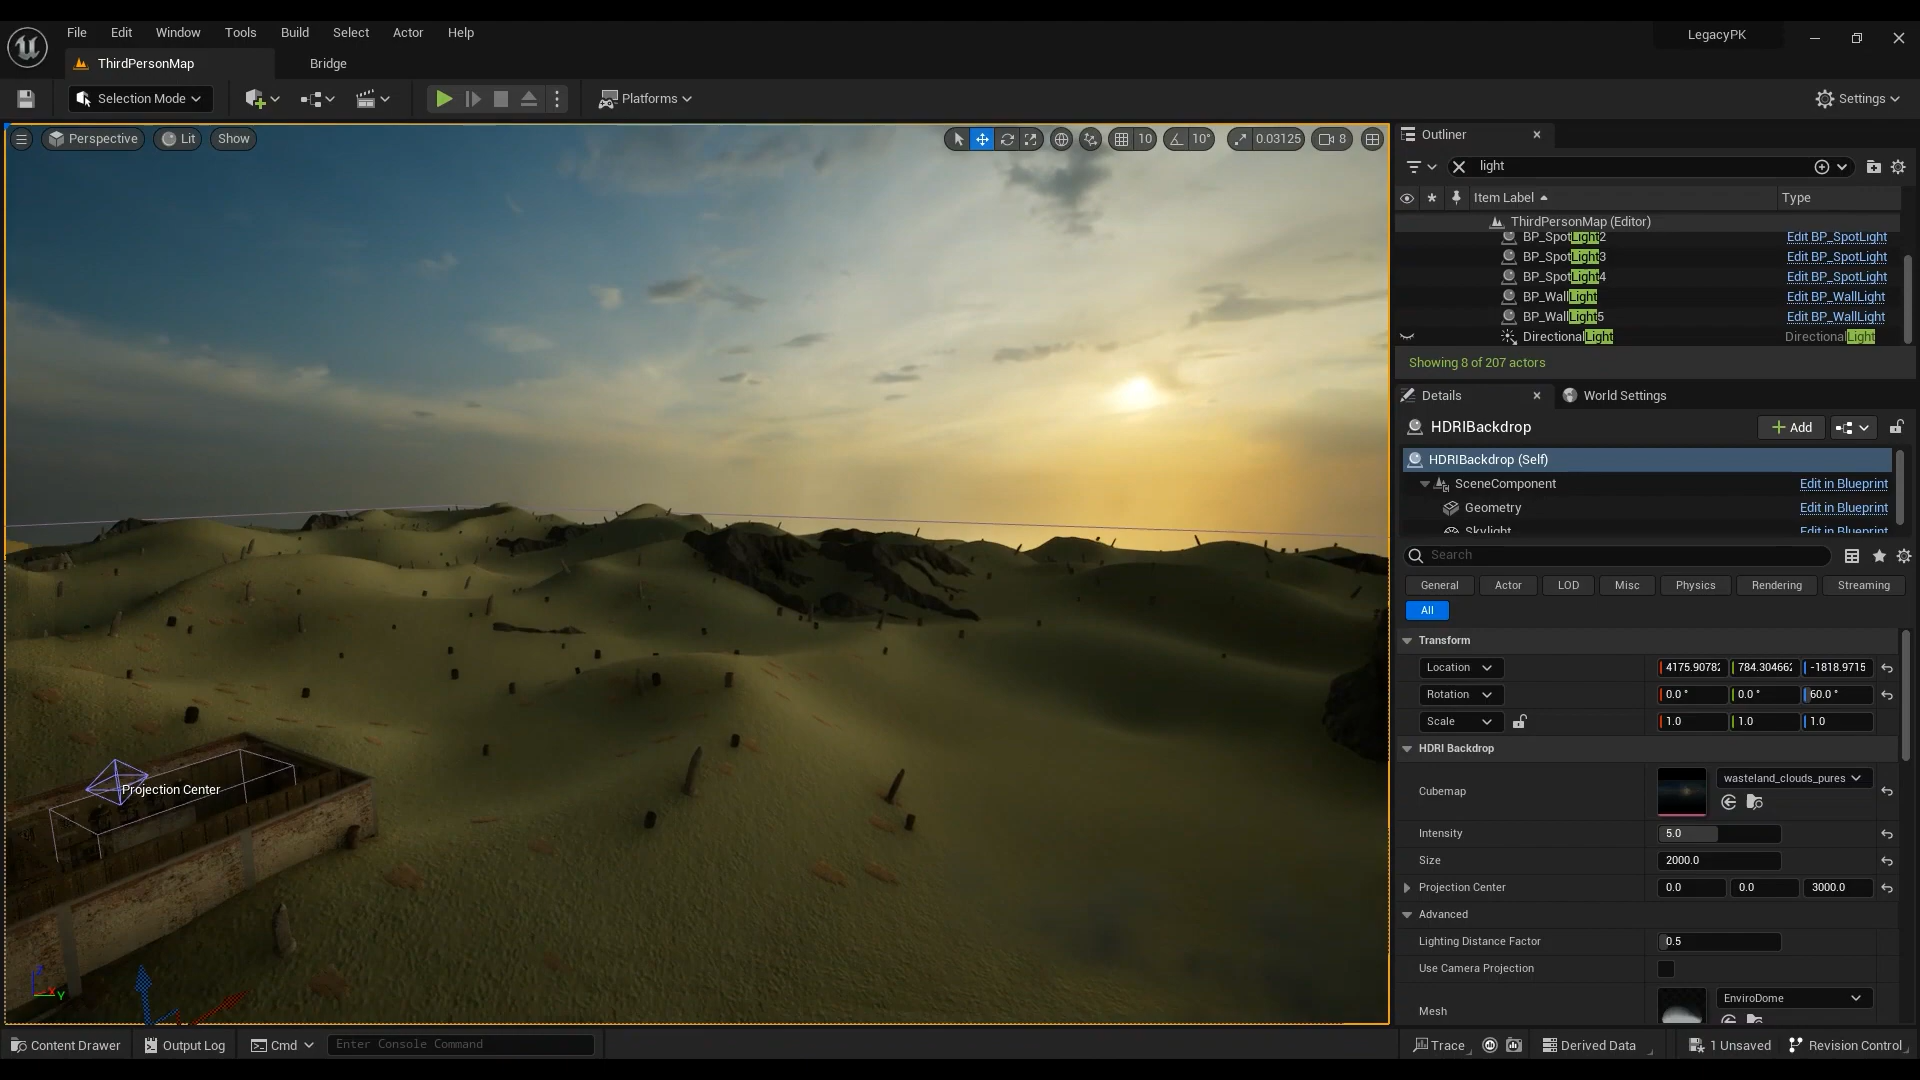 File Edit Window Tools Build Select Actor Help
LegacyPK
ThirdPersonMap
Bridge
Selection Mode
Platforms
Settings
Perspective Lit Show
10 10° 0.03125 8
Projection Center
Z X Y
Outliner
light
Item Label Type
ThirdPersonMap (Editor)
BP_SpotLight2 Edit BP_SpotLight
BP_SpotLight3 Edit BP_SpotLight
BP_SpotLight4 Edit BP_SpotLight
BP_WallLight Edit BP_WallLight
BP_WallLight5 Edit BP_WallLight
DirectionalLight DirectionalLight
Showing 8 of 207 actors
Details World Settings
HDRIBackdrop Add
HDRIBackdrop (Self)
SceneComponent Edit in Blueprint
Geometry Edit in Blueprint
Skylight Edit in Blueprint
Search
General Actor LOD Misc Physics Rendering Streaming
All
Transform
Location 4175.90782 784.304662 -1818.9715
Rotation 0.0 ° 0.0 ° 60.0 °
Scale 1.0 1.0 1.0
HDRI Backdrop
Cubemap wasteland_clouds_pures
Intensity 5.0
Size 2000.0
Projection Center 0.0 0.0 3000.0
Advanced
Lighting Distance Factor 0.5
Use Camera Projection
Mesh EnviroDome
Content Drawer Output Log Cmd Enter Console Command
Trace Derived Data 1 Unsaved Revision Control